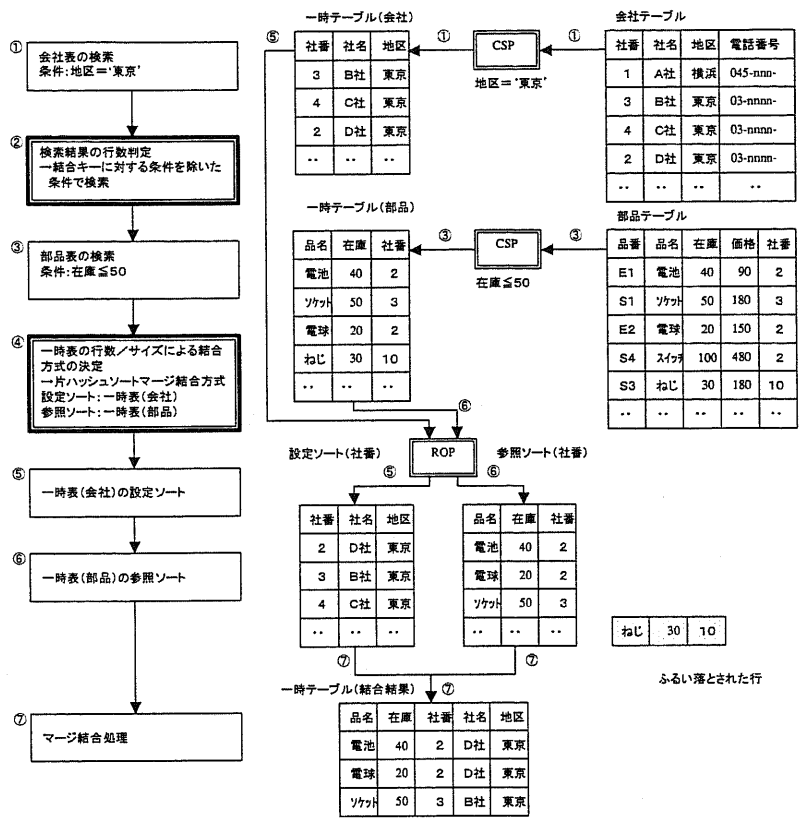 ①
会社表の検索
条件:地区＝‘東京’
②
検索結果の行数判定
→結合キーに対する条件を除いた
条件で検索
③
部品表の検索
条件:在庫≦50
④
一時表の行数／サイズによる結合
方式の決定
→片ハッシュソートマージ結合方式
設定ソート:一時表(会社)
参照ソート:一時表(部品)
⑤
一時表(会社)の設定ソート
⑥
一時表(部品)の参照ソート
⑦
マージ結合処理
一時テーブル(会社)
⑤
社番 社名 地区
3 B社 東京
4 C社 東京
2 D社 東京
‥ ‥ ‥
①
CSP
地区＝‘東京’
①
会社テーブル
社番 社名 地区 電話番号
1 A社 横浜 045-nnn-
3 B社 東京 03-nnnn-
4 C社 東京 03-nnnn-
2 D社 東京 03-nnnn-
‥ ‥ ‥ ‥
一時テーブル(部品)
品名 在庫 社番
電池 40 2
ソケット 50 3
電球 20 2
ねじ 30 10
‥ ‥ ‥
③
CSP
在庫≦50
③
部品テーブル
品番 品名 在庫 価格 社番
E1 電池 40 90 2
S1 ソケット 50 180 3
E2 電球 20 150 2
S4 スイッチ 100 480 2
S3 ねじ 30 180 10
‥ ‥ ‥ ‥ ‥
⑥
ROP
設定ソート(社番)
⑤
社番 社名 地区
2 D社 東京
3 B社 東京
4 C社 東京
‥ ‥ ‥
⑦
参照ソート(社番)
⑥
品名 在庫 社番
電池 40 2
電球 20 2
ソケット 50 3
‥ ‥ ‥
⑦
ねじ 30 10
ふるい落とされた行
一時テーブル(結合結果)
⑦
品名 在庫 社番 社名 地区
電池 40 2 D社 東京
電球 20 2 D社 東京
ソケット 50 3 B社 東京